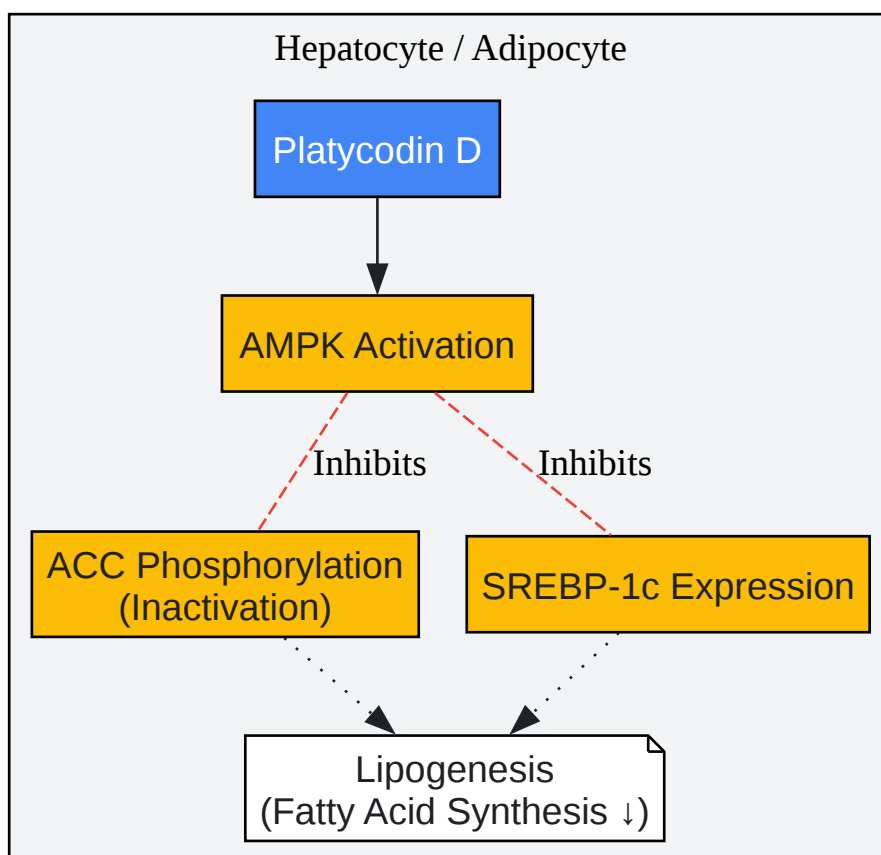 Hepatocyte / Adipocyte
Platycodin D
AMPK Activation
Inhibits
Inhibits
ACC Phosphorylation
(Inactivation)
SREBP-1c Expression
Lipogenesis
(Fatty Acid Synthesis ↓)